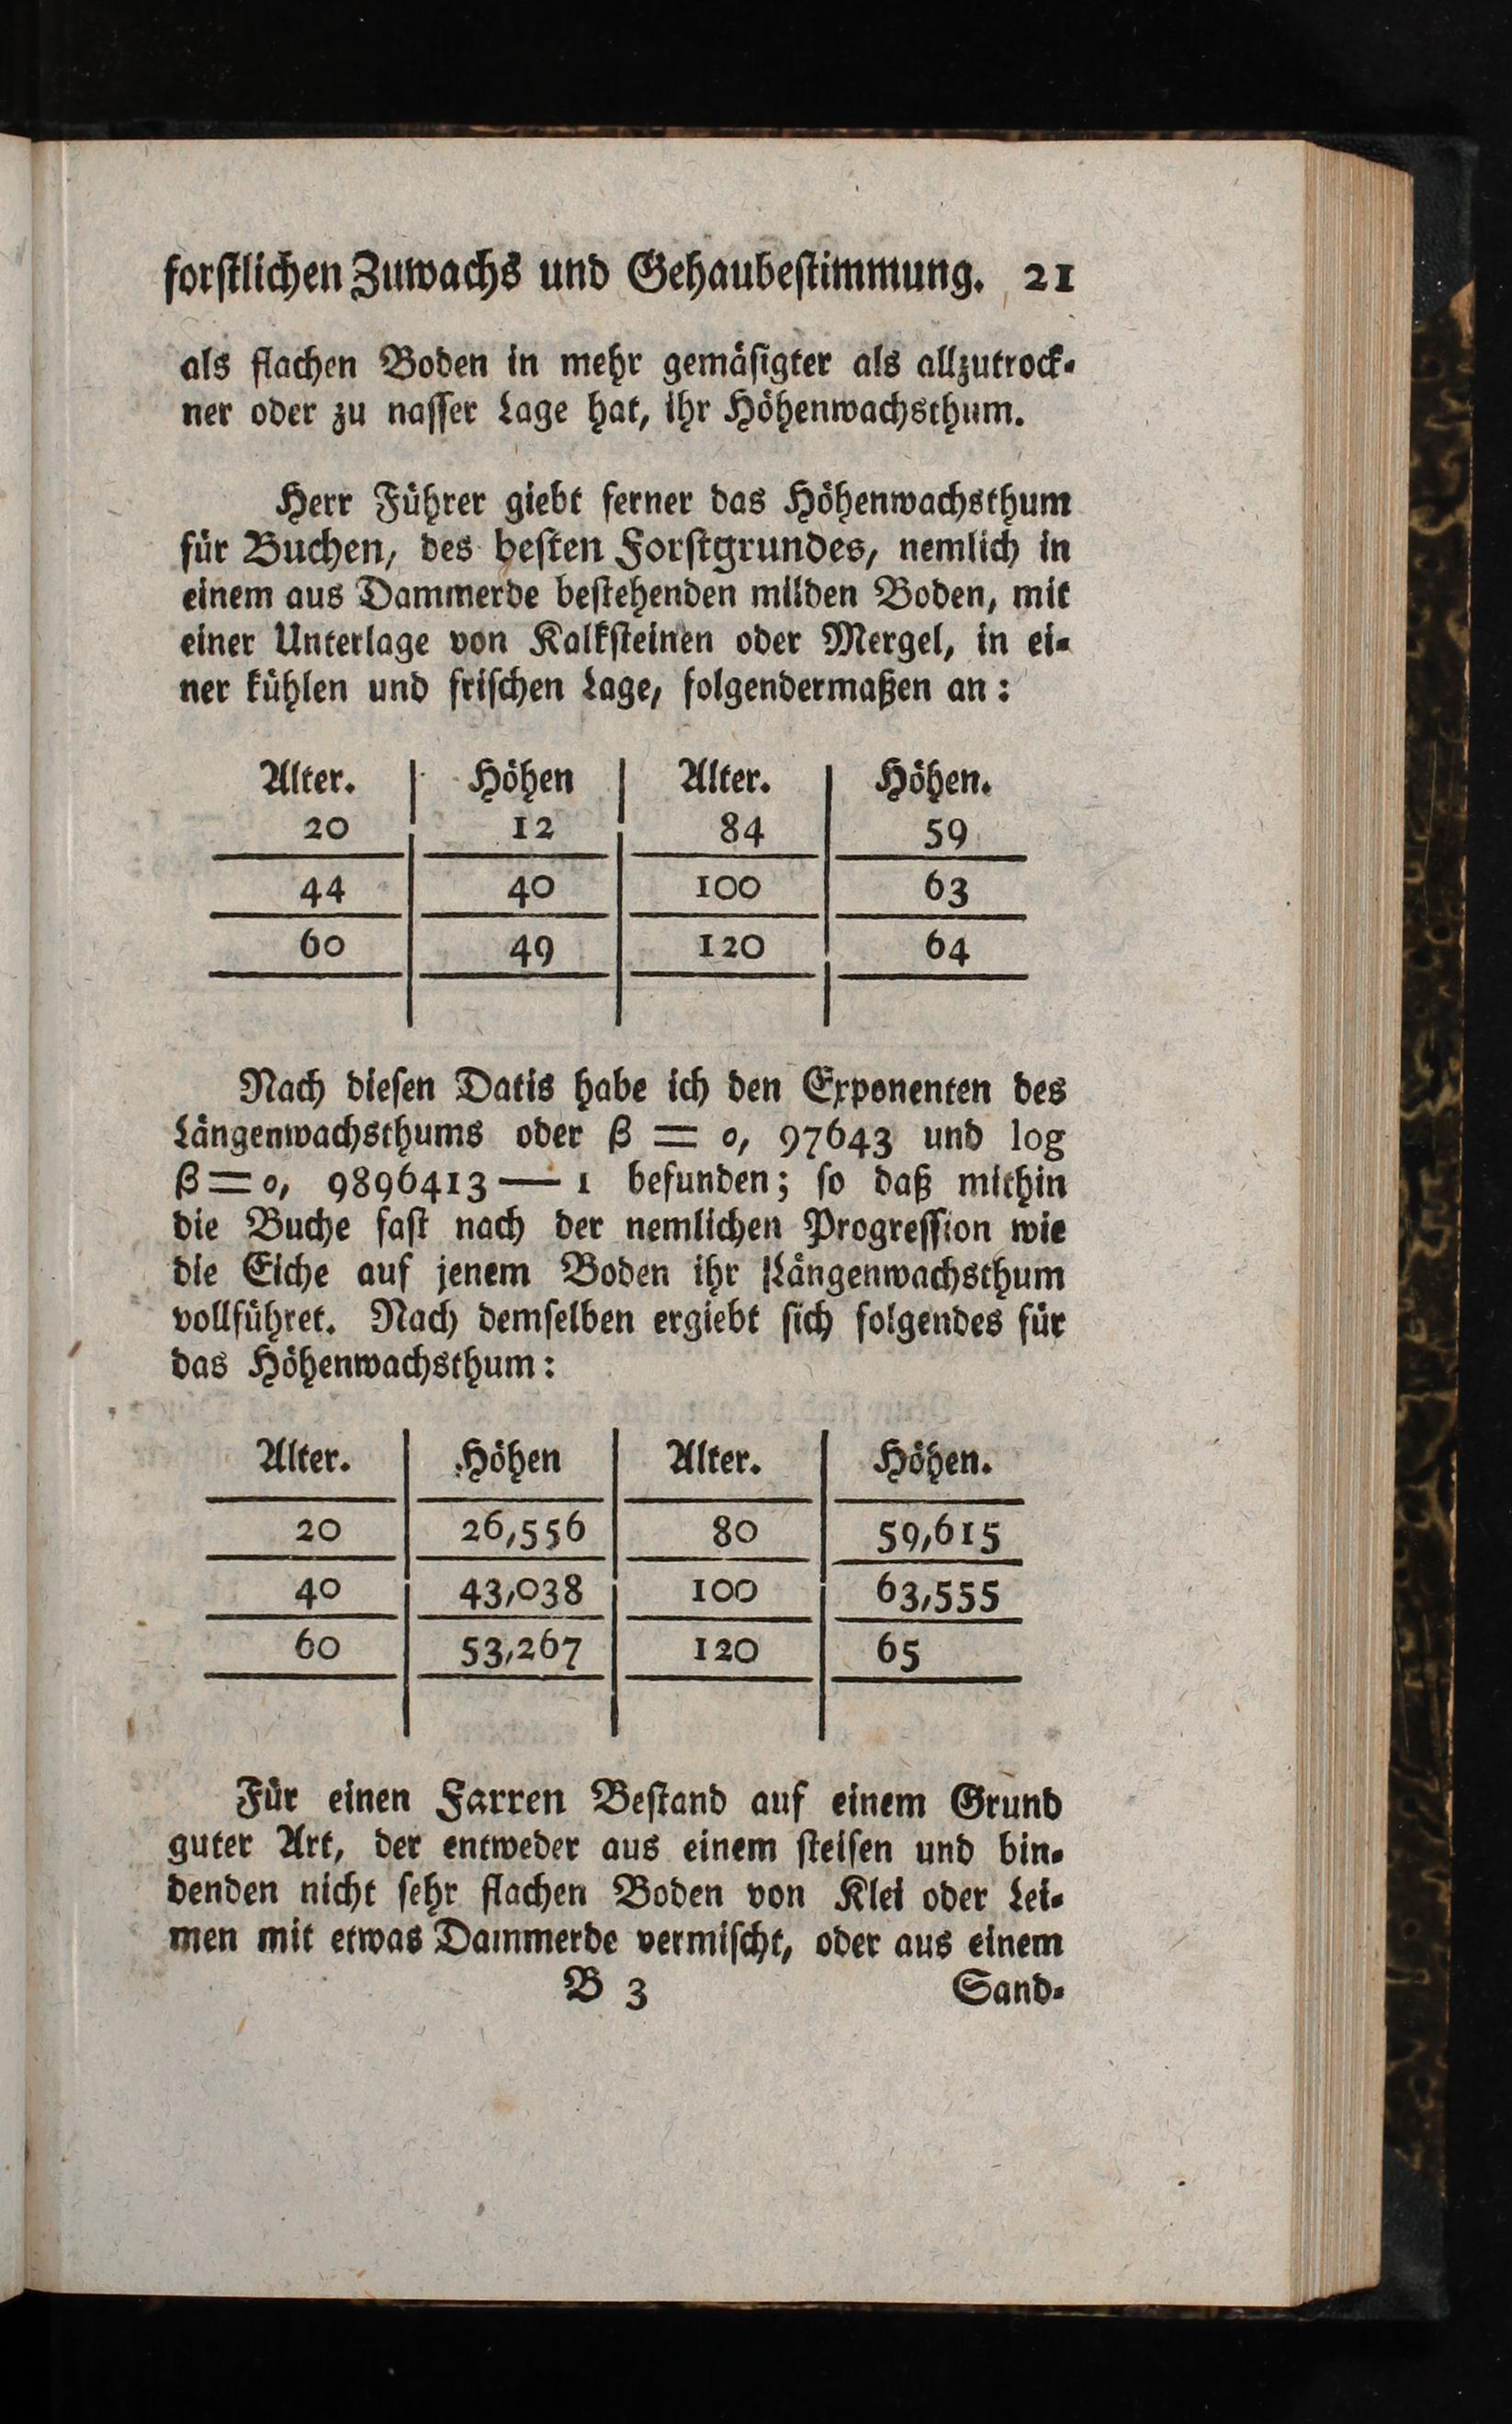 forstlichen Zuwachs und Gehaubestimmung. 21
als flachen Boden in mehr gemäsigter als allzutrock-
ner oder zu nasser Lage hat, ihr Höhenwachsthum.
Herr Führer giebt ferner das Höhenwachsthum
für Buchen, des besten Forstgrundes, nemlich in
einem aus Dammerde bestehenden milden Boden, mit
einer Unterlage von Kalksteinen oder Mergel, in ei-
ner kühlen und frischen Lage, folgendermaßen an:
Alter. Höhen Alter. Höhen.
20 12 84 59
44 40 100 63
60 49 120 64
Nach diesen Datis habe ich den Exponenten des
Längenwachsthums oder β = 0, 97643 und log
β = 0, 9896413 — 1 befunden; so daß mithin
die Buche fast nach der nemlichen Progression wie
die Eiche auf jenem Boden ihr Längenwachsthum
vollführet. Nach demselben ergiebt sich folgendes für
das Höhenwachsthum:
Alter. Höhen Alter. Höhen.
20 26,556 80 59,615
40 43,038 100 63,555
60 53,267 120 65
Für einen Farren Bestand auf einem Grund
guter Art, der entweder aus einem steisen und bin-
denden nicht sehr flachen Boden von Klei oder Lei-
men mit etwas Dammerde vermischt, oder aus einem
B 3 Sand-